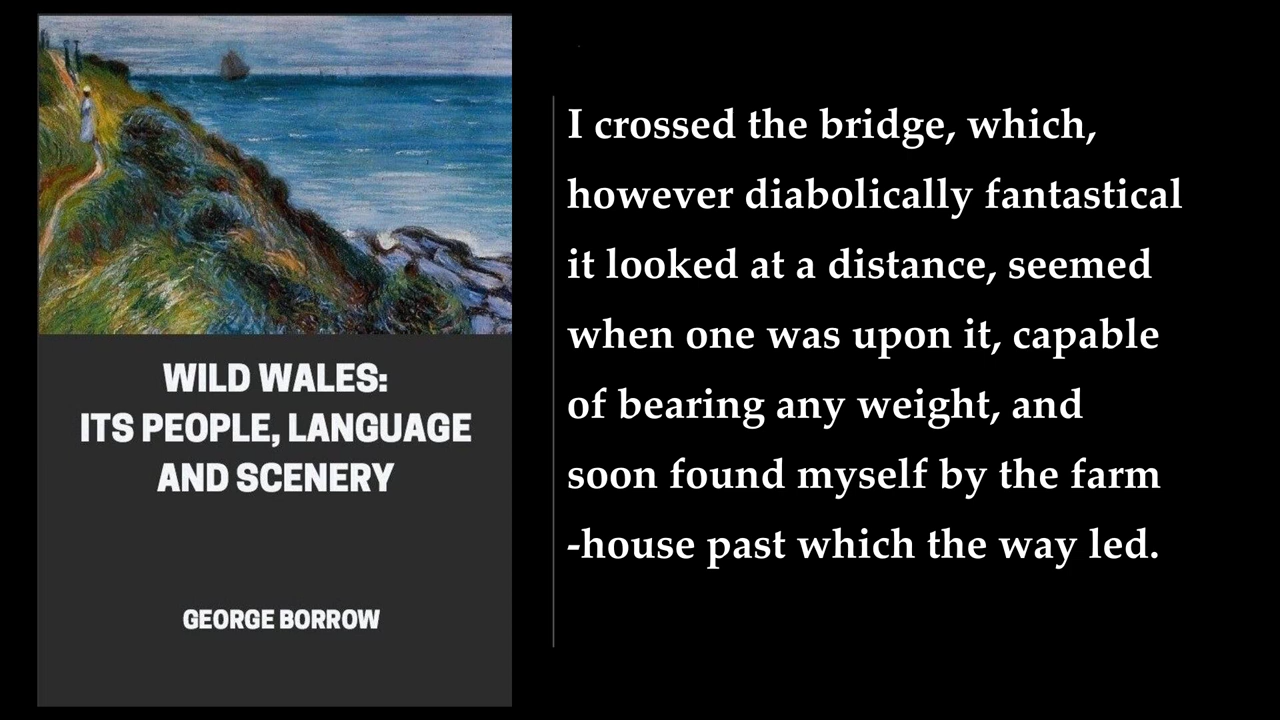 WILD WALES:
ITS PEOPLE, LANGUAGE
AND SCENERY
GEORGE BORROW
I crossed the bridge, which,
however diabolically fantastical
it looked at a distance, seemed
when one was upon it, capable
of bearing any weight, and
soon found myself by the farm
-house past which the way led.